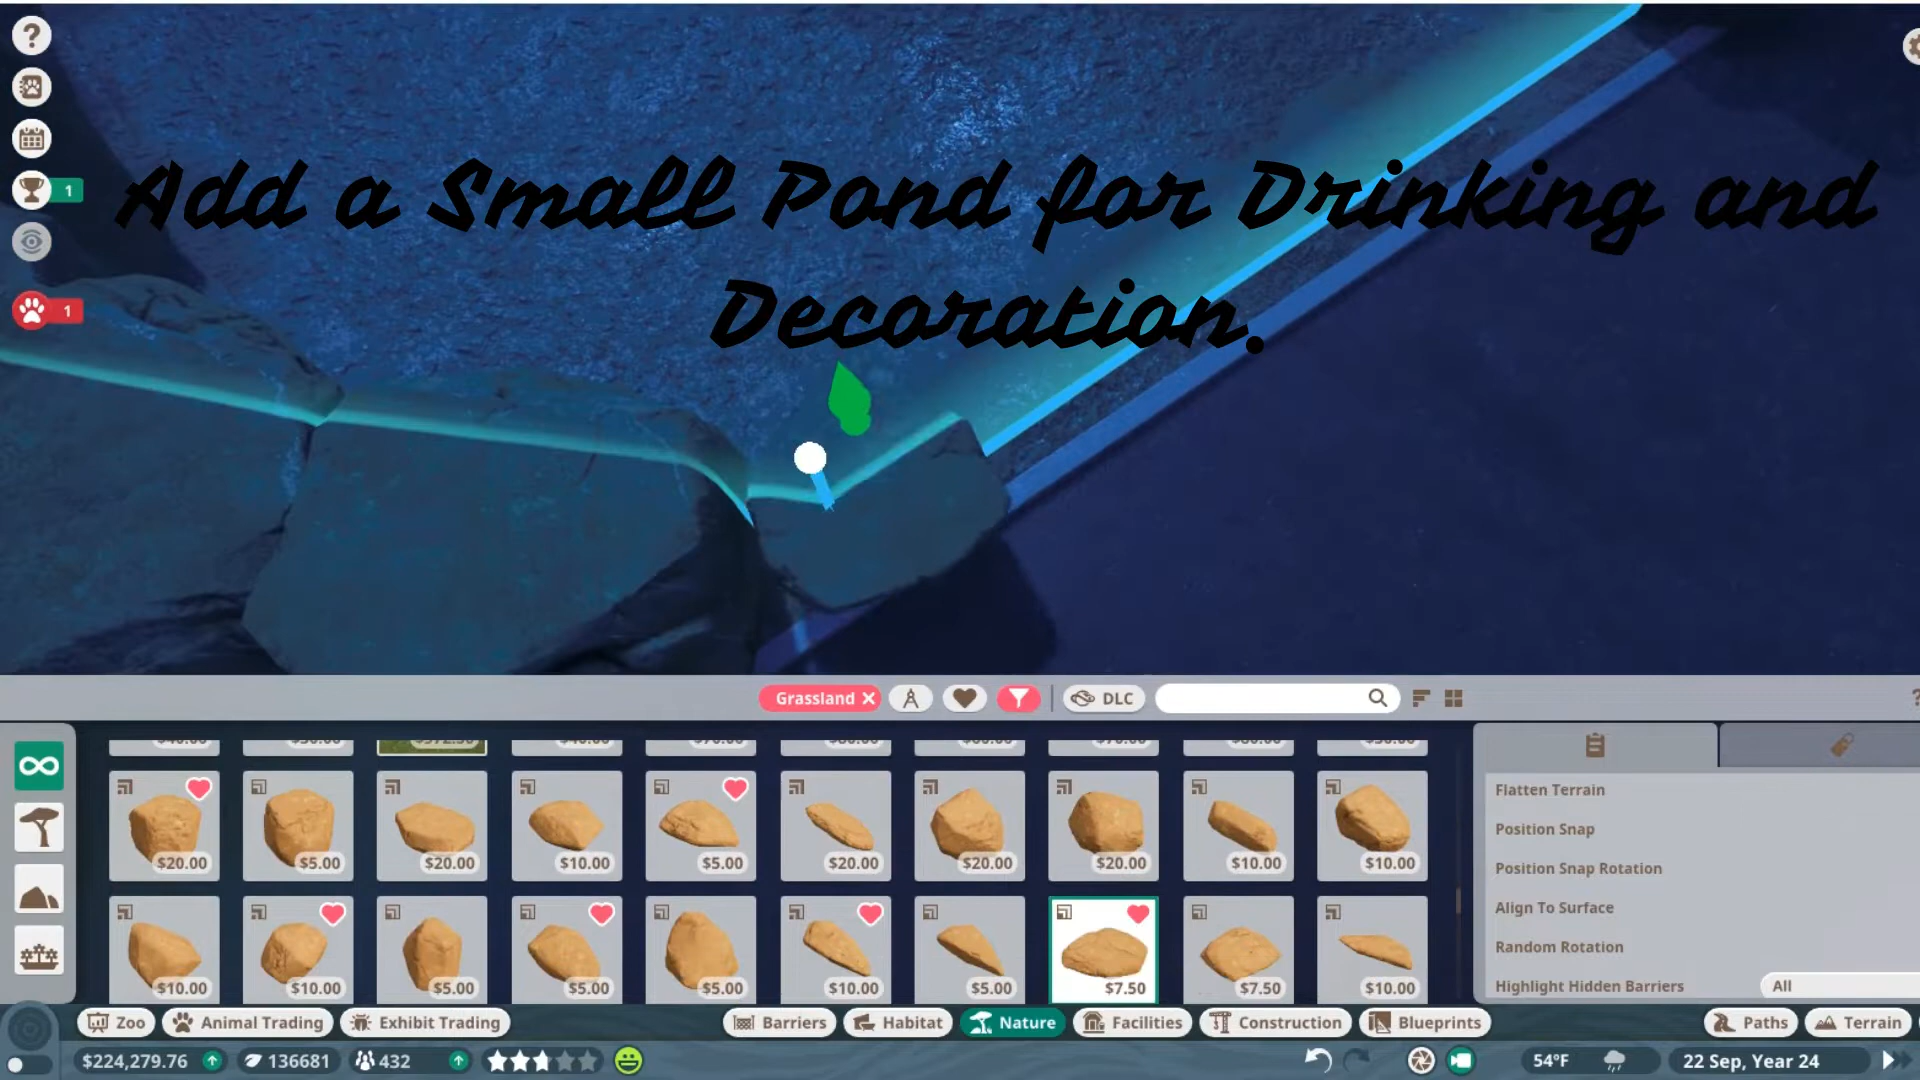 Add a Small Pond for Drinking and
Decoration.
1
1
Grassland
DLC
$20.00 $5.00 $20.00 $10.00 $5.00 $20.00 $20.00 $20.00 $10.00 $10.00
$10.00 $10.00 $5.00 $5.00 $5.00 $10.00 $5.00 $7.50 $7.50 $10.00
Flatten Terrain
Position Snap
Position Snap Rotation
Align To Surface
Random Rotation
Highlight Hidden Barriers All
Zoo Animal Trading Exhibit Trading Barriers Habitat Nature Facilities Construction Blueprints Paths Terrain
$224,279.76 136681 432 54°F 22 Sep, Year 24